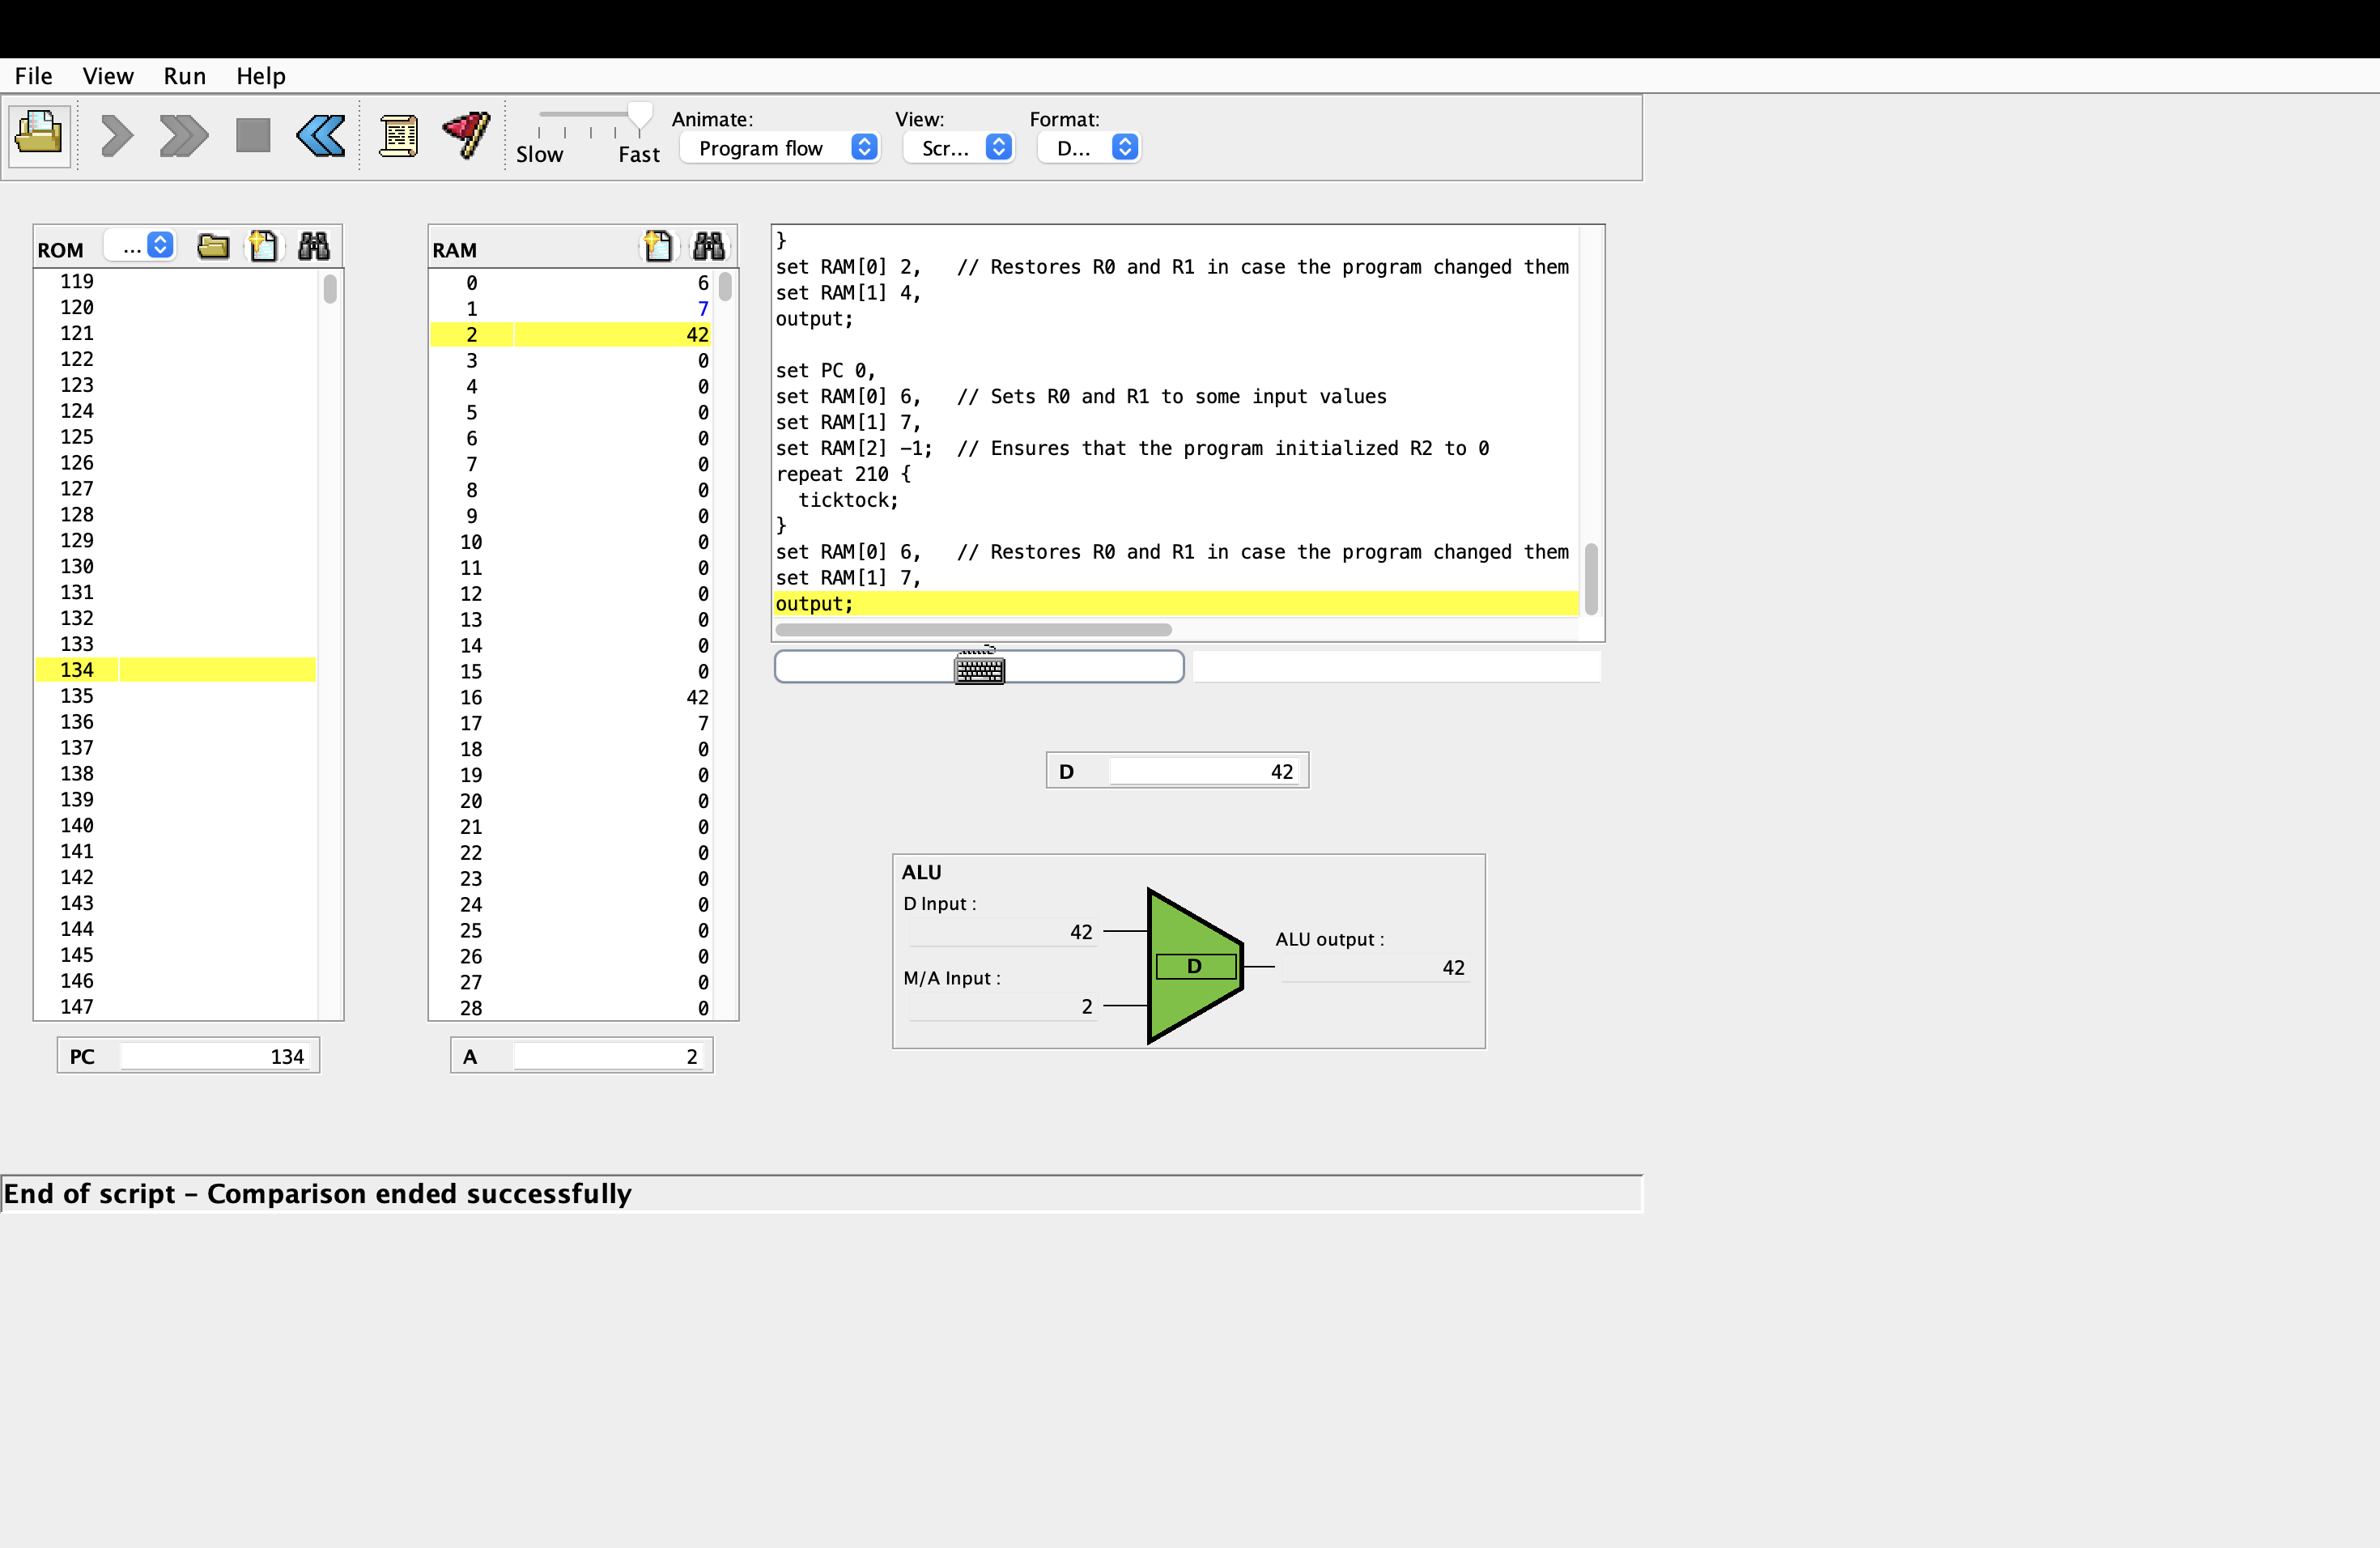 File View Run Help
Slow Fast
Animate:
Program flow
View:
Scr...
Format:
D...
ROM ...
119
120
121
122
123
124
125
126
127
128
129
130
131
132
133
134
135
136
137
138
139
140
141
142
143
144
145
146
147
PC 134
RAM
0 6
1 7
2 42
3 0
4 0
5 0
6 0
7 0
8 0
9 0
10 0
11 0
12 0
13 0
14 0
15 0
16 42
17 7
18 0
19 0
20 0
21 0
22 0
23 0
24 0
25 0
26 0
27 0
28 0
A 2
}
set RAM[0] 2,   // Restores R0 and R1 in case the program changed them
set RAM[1] 4,
output;
set PC 0,
set RAM[0] 6,   // Sets R0 and R1 to some input values
set RAM[1] 7,
set RAM[2] -1;  // Ensures that the program initialized R2 to 0
repeat 210 {
  ticktock;
}
set RAM[0] 6,   // Restores R0 and R1 in case the program changed them
set RAM[1] 7,
output;
D 42
ALU
D Input :
42
M/A Input :
2
D
ALU output :
42
End of script – Comparison ended successfully